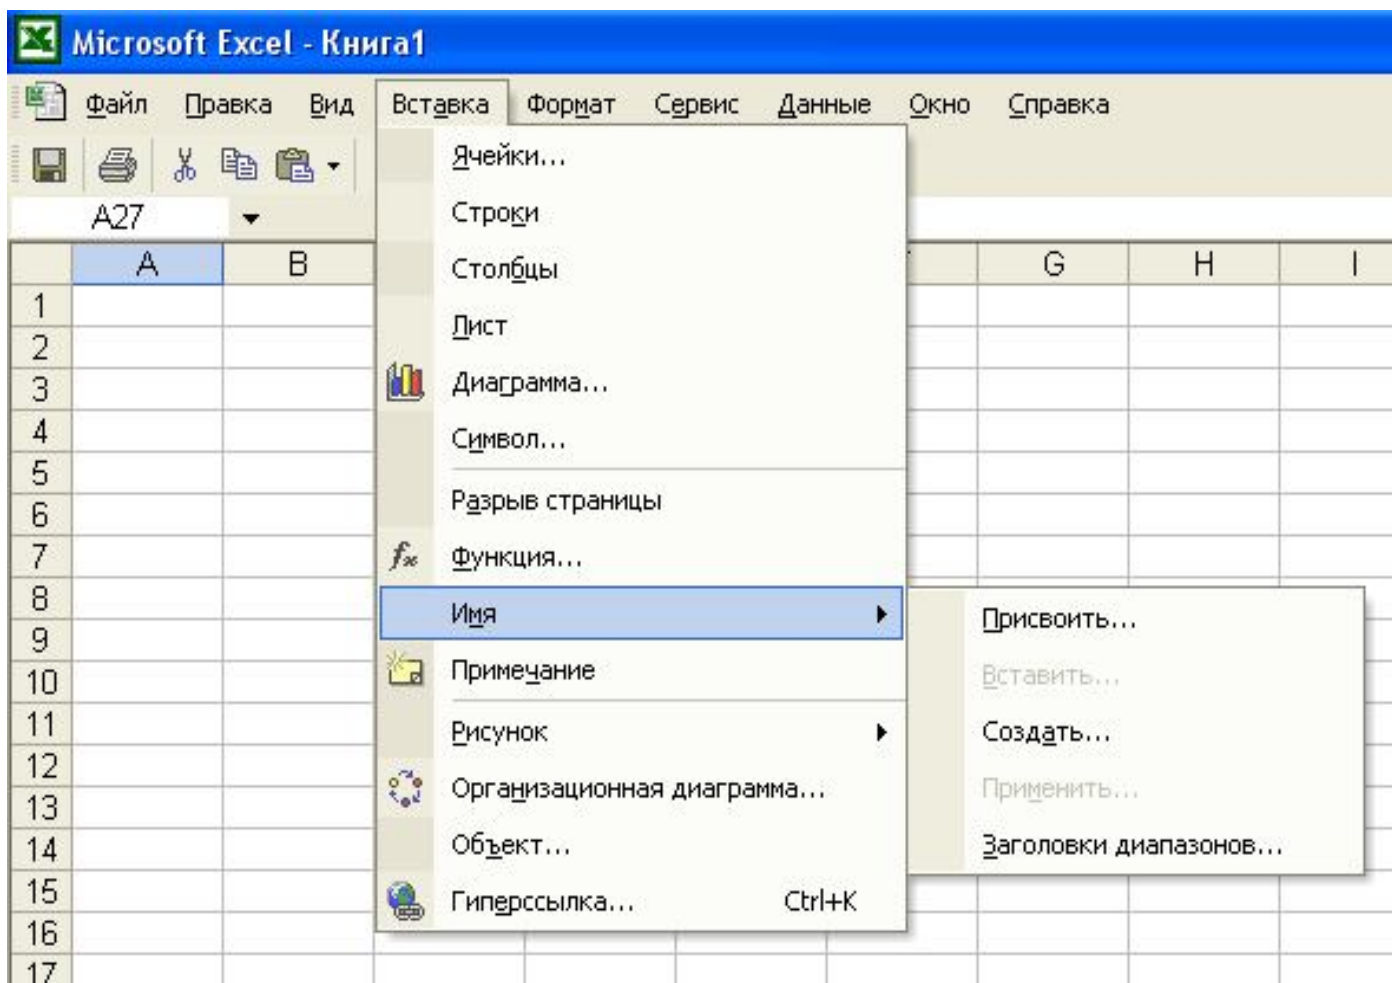 Microsoft Excel - Книга1
Файл Правка Вид Вставка Формат Сервис Данные Окно Справка
A27
A B G H I
Ячейки...
Строки
Столбцы
Лист
Диаграмма...
Символ...
Разрыв страницы
Функция...
Имя
Примечание
Рисунок
Организационная диаграмма...
Объект...
Гиперссылка... Ctrl+K
Присвоить...
Вставить...
Создать...
Применить...
Заголовки диапазонов...
1
2
3
4
5
6
7
8
9
10
11
12
13
14
15
16
17